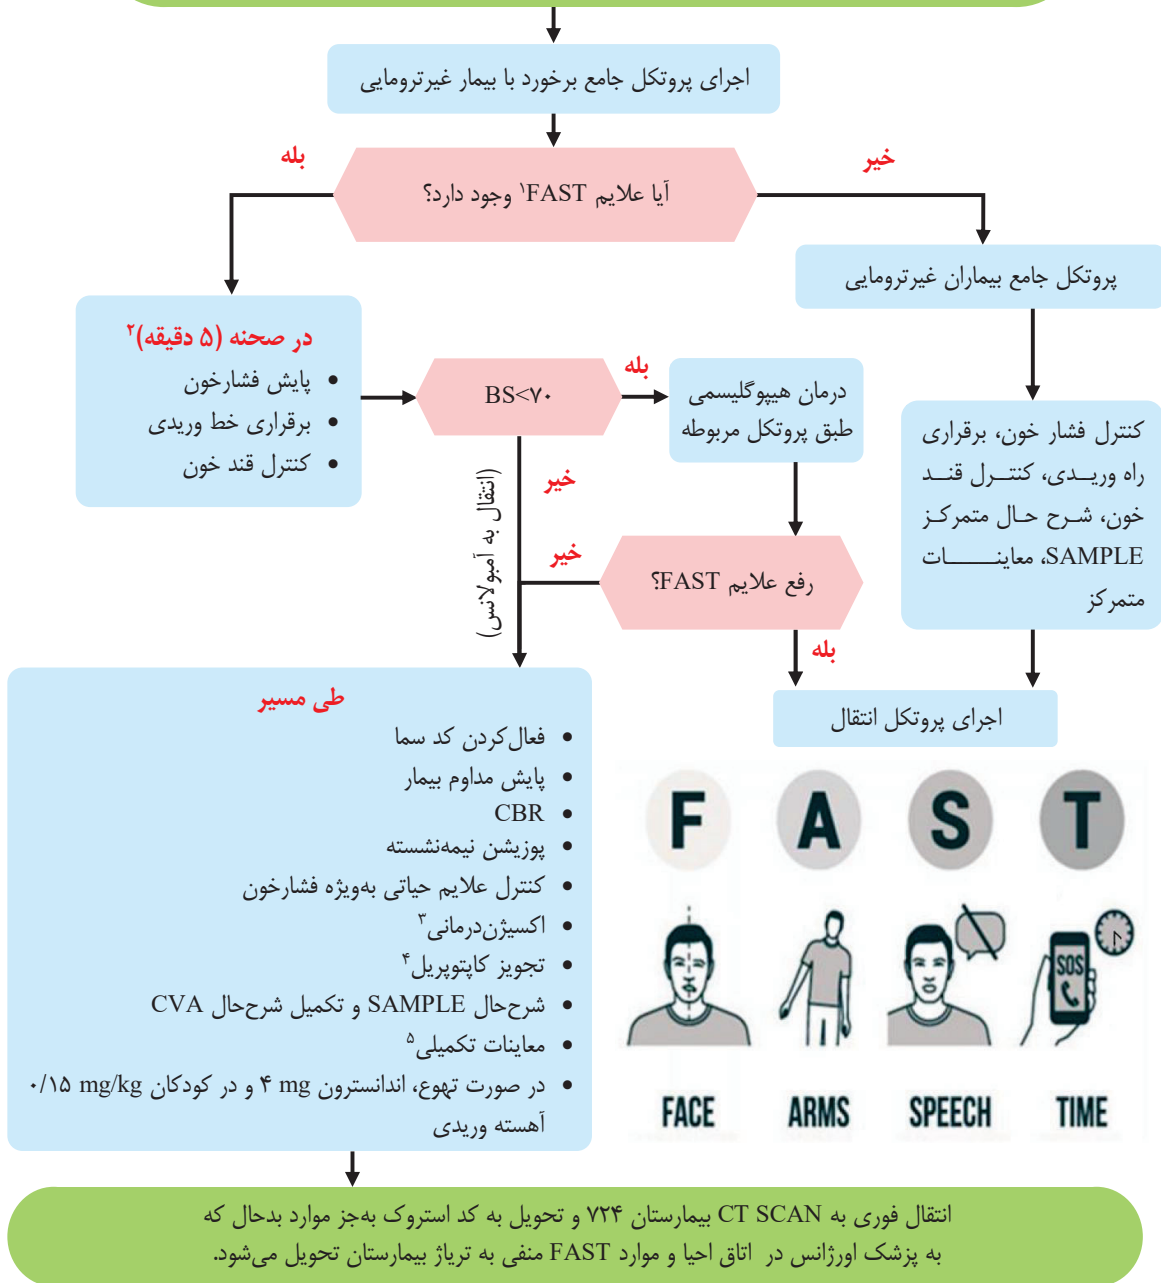 اجرای پروتکل جامع برخورد با بیمار غیرترومایی
آیا علایم FAST۱ وجود دارد؟
خیر
بله
پروتکل جامع بیماران غیرترومایی
کنترل فشار خون، برقراری
راه وریدی، کنترل قند
خون، شرح حال متمرکز
SAMPLE، معاینات
متمرکز
در صحنه (۵ دقیقه)۲
• پایش فشارخون
• برقراری خط وریدی
• کنترل قند خون
BS<۷۰
بله
خیر
(انتقال به آمبولانس)
درمان هیپوگلیسمی
طبق پروتکل مربوطه
رفع علایم FAST؟
خیر
بله
اجرای پروتکل انتقال
طی مسیر
• فعال‌کردن کد سما
• پایش مداوم بیمار
• CBR
• پوزیشن نیمه‌نشسته
• کنترل علایم حیاتی به‌ویژه فشارخون
• اکسیژن‌درمانی۳
• تجویز کاپتوپریل۴
• شرح‌حال SAMPLE و تکمیل شرح‌حال CVA
• معاینات تکمیلی۵
• در صورت تهوع، اندانسترون ۴ mg و در کودکان ۰/۱۵ mg/kg
آهسته وریدی
F A S T
SOS
FACE ARMS SPEECH TIME
انتقال فوری به CT SCAN بیمارستان ۷۲۴ و تحویل به کد استروک به‌جز موارد بدحال که
به پزشک اورژانس در اتاق احیا و موارد FAST منفی به تریاژ بیمارستان تحویل می‌شود.